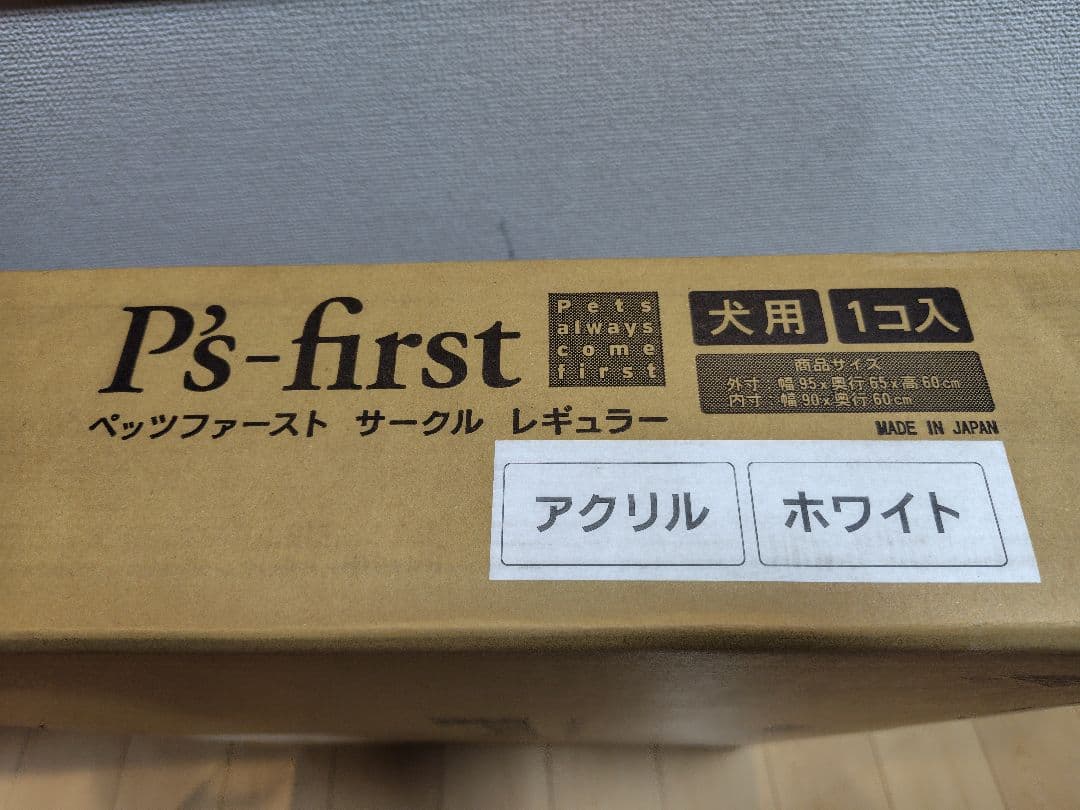 P's-first
Pets
always
come
first
ペッツファースト サークル レギュラー
犬用
1コ入
商品サイズ
外寸 幅95x奥行65x高60cm
内寸 幅90x奥行60cm
MADE IN JAPAN
アクリル
ホワイト